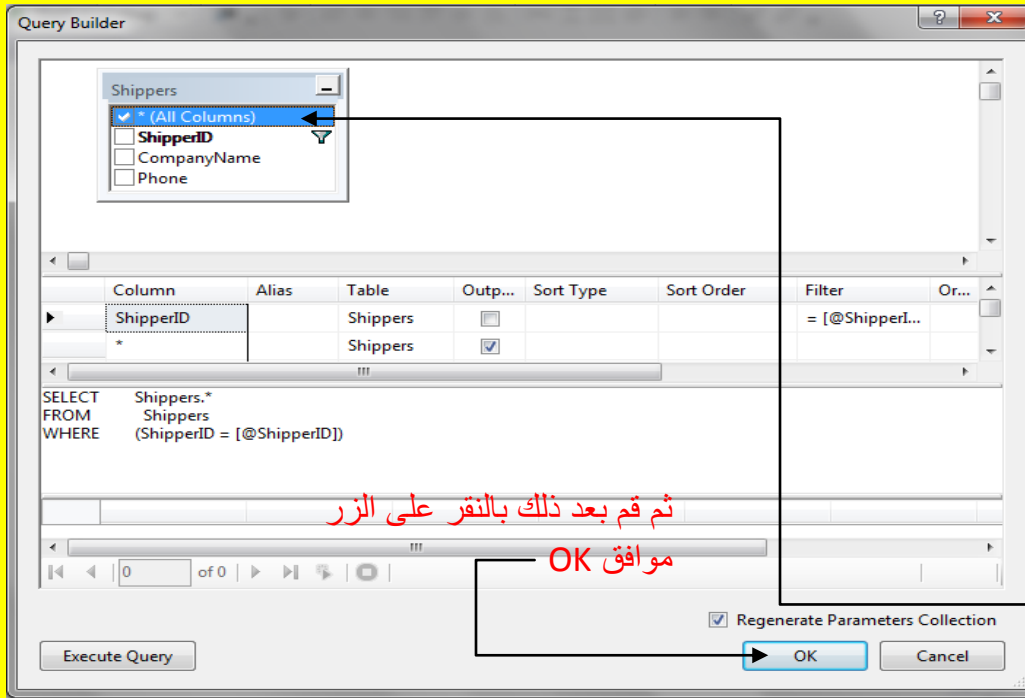 Query Builder
Shippers
* (All Columns)
ShipperID
CompanyName
Phone
Column Alias Table Outp... Sort Type Sort Order Filter Or...
ShipperID Shippers = [@ShipperI...
* Shippers
SELECT Shippers.*
FROM Shippers
WHERE (ShipperID = [@ShipperID])
ثم قم بعد ذلك بالنقر على الزر
موافق OK
0 of 0
Regenerate Parameters Collection
Execute Query OK Cancel